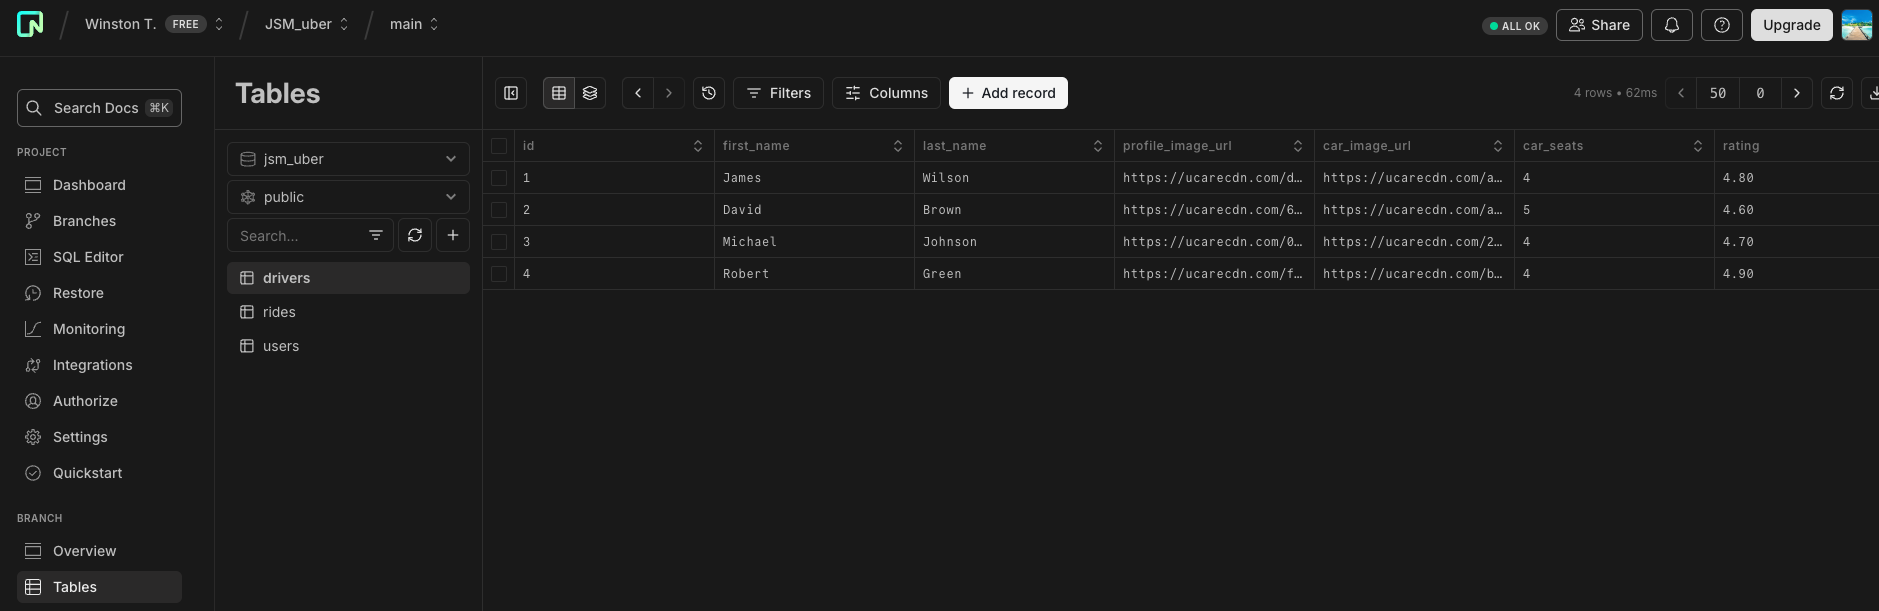 Winston T. FREE JSM_uber main
ALL OK Share Upgrade
Search Docs ⌘K
PROJECT
Dashboard
Branches
SQL Editor
Restore
Monitoring
Integrations
Authorize
Settings
Quickstart
BRANCH
Overview
Tables
Tables
jsm_uber
public
Search...
drivers
rides
users
Filters Columns Add record 4 rows • 62ms 50 0
id first_name last_name profile_image_url car_image_url car_seats rating
1 James Wilson https://ucarecdn.com/d… https://ucarecdn.com/a… 4 4.80
2 David Brown https://ucarecdn.com/6… https://ucarecdn.com/a… 5 4.60
3 Michael Johnson https://ucarecdn.com/0… https://ucarecdn.com/2… 4 4.70
4 Robert Green https://ucarecdn.com/f… https://ucarecdn.com/b… 4 4.90